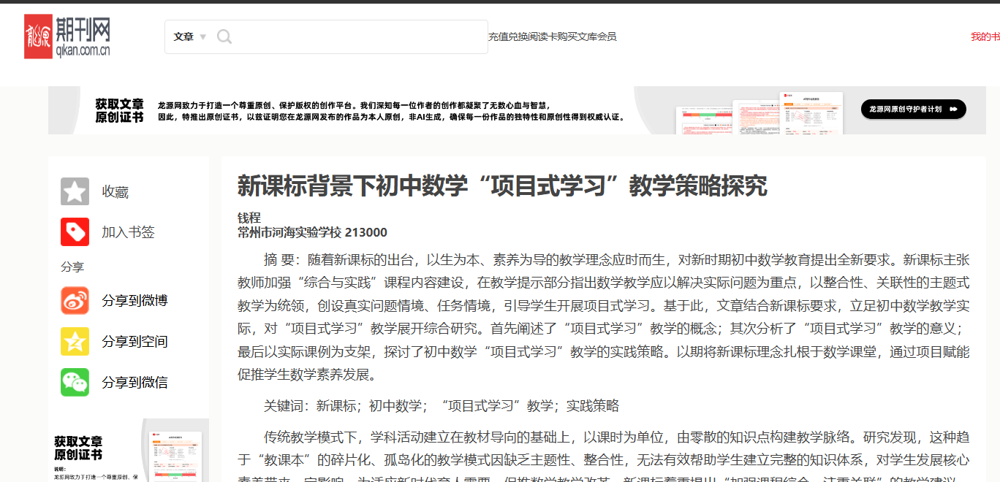 龙源 期刊网
qikan.com.cn
文章
充值兑换阅读卡购买文库会员
我的书
获取文章
原创证书
龙源网致力于打造一个尊重原创、保护版权的创作平台。我们深知每一位作者的创作都凝聚了无数心血与智慧，
因此，特推出原创证书，以兹证明您在龙源网发布的作品为本人原创，非AI生成，确保每一份作品的独特性和原创性得到权威认证。
龙源网原创守护者计划
收藏
加入书签
分享
分享到微博
分享到空间
分享到微信
获取文章
原创证书
说明：
龙源网致力于打造一个尊重原创、保
新课标背景下初中数学“项目式学习”教学策略探究
钱程
常州市河海实验学校 213000
摘 要：随着新课标的出台，以生为本、素养为导的教学理念应时而生，对新时期初中数学教育提出全新要求。新课标主张
教师加强“综合与实践”课程内容建设，在教学提示部分指出数学教学应以解决实际问题为重点，以整合性、关联性的主题式
教学为统领，创设真实问题情境、任务情境，引导学生开展项目式学习。基于此，文章结合新课标要求，立足初中数学教学实
际，对“项目式学习”教学展开综合研究。首先阐述了“项目式学习”教学的概念；其次分析了“项目式学习”教学的意义；
最后以实际课例为支架，探讨了初中数学“项目式学习”教学的实践策略。以期将新课标理念扎根于数学课堂，通过项目赋能
促推学生数学素养发展。
关键词：新课标；初中数学；“项目式学习”教学；实践策略
传统教学模式下，学科活动建立在教材导向的基础上，以课时为单位，由零散的知识点构建教学脉络。研究发现，这种趋
于“教课本”的碎片化、孤岛化的教学模式因缺乏主题性、整合性，无法有效帮助学生建立完整的知识体系，对学生发展核心
素养带来一定影响。为适应新时代育人需要，促推数学教学改革，新课标着重提出“加强课程综合，注重关联”的教学建议。